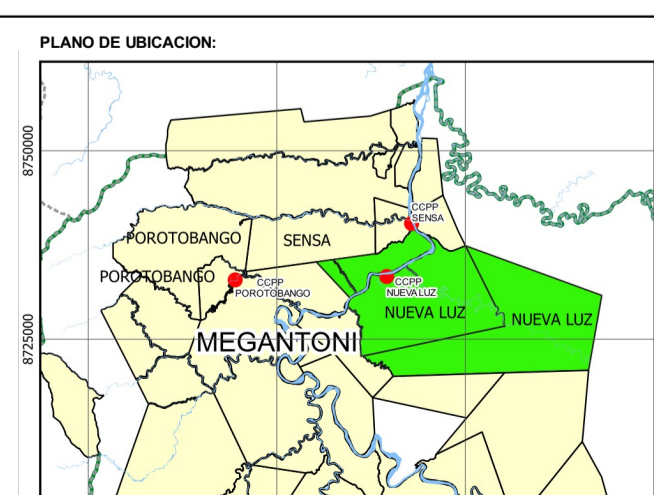 PLANO DE UBICACION:
8750000
8725000
CCPP
SENSA
POROTOBANGO
SENSA
POROTOBANGO
CCPP
POROTOBANGO
CCPP
NUEVA LUZ
NUEVA LUZ
NUEVA LUZ
MEGANTONI